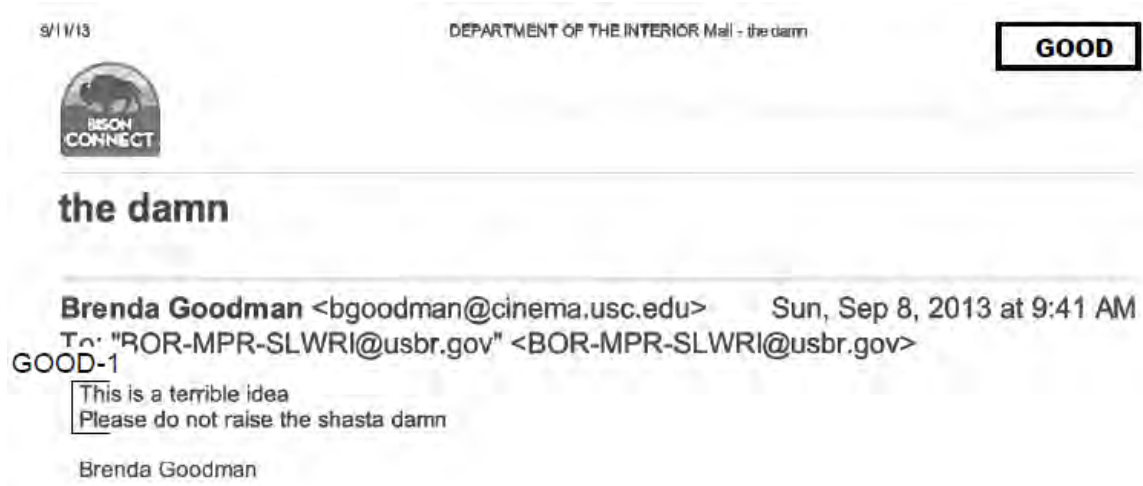 9/11/13
DEPARTMENT OF THE INTERIOR Mail - the damn
GOOD
BISON
CONNECT
the damn
Brenda Goodman <bgoodman@cinema.usc.edu> Sun, Sep 8, 2013 at 9:41 AM
To: "BOR-MPR-SLWRI@usbr.gov" <BOR-MPR-SLWRI@usbr.gov>
GOOD-1
This is a terrible idea
Please do not raise the shasta damn
Brenda Goodman